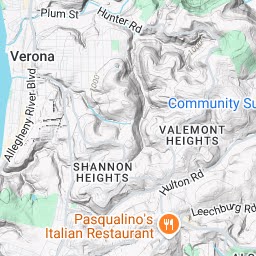 Plum St
Hunter Rd
Verona
1000
Allegheny River Blvd
Community Su
VALEMONT
HEIGHTS
SHANNON
HEIGHTS
Hulton Rd
Leechburg Rd
Pasqualino's
Italian Restaurant